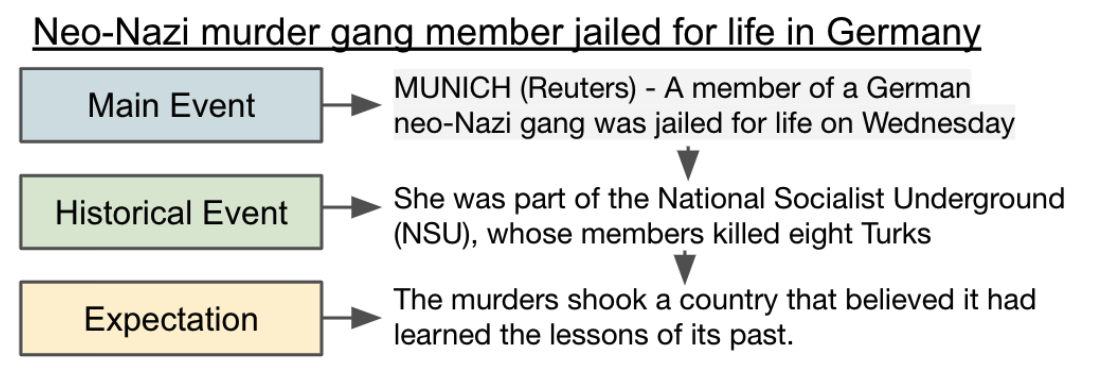 Neo-Nazi murder gang member jailed for life in Germany
Main Event
MUNICH (Reuters) - A member of a German
neo-Nazi gang was jailed for life on Wednesday
Historical Event
She was part of the National Socialist Underground
(NSU), whose members killed eight Turks
Expectation
The murders shook a country that believed it had
learned the lessons of its past.